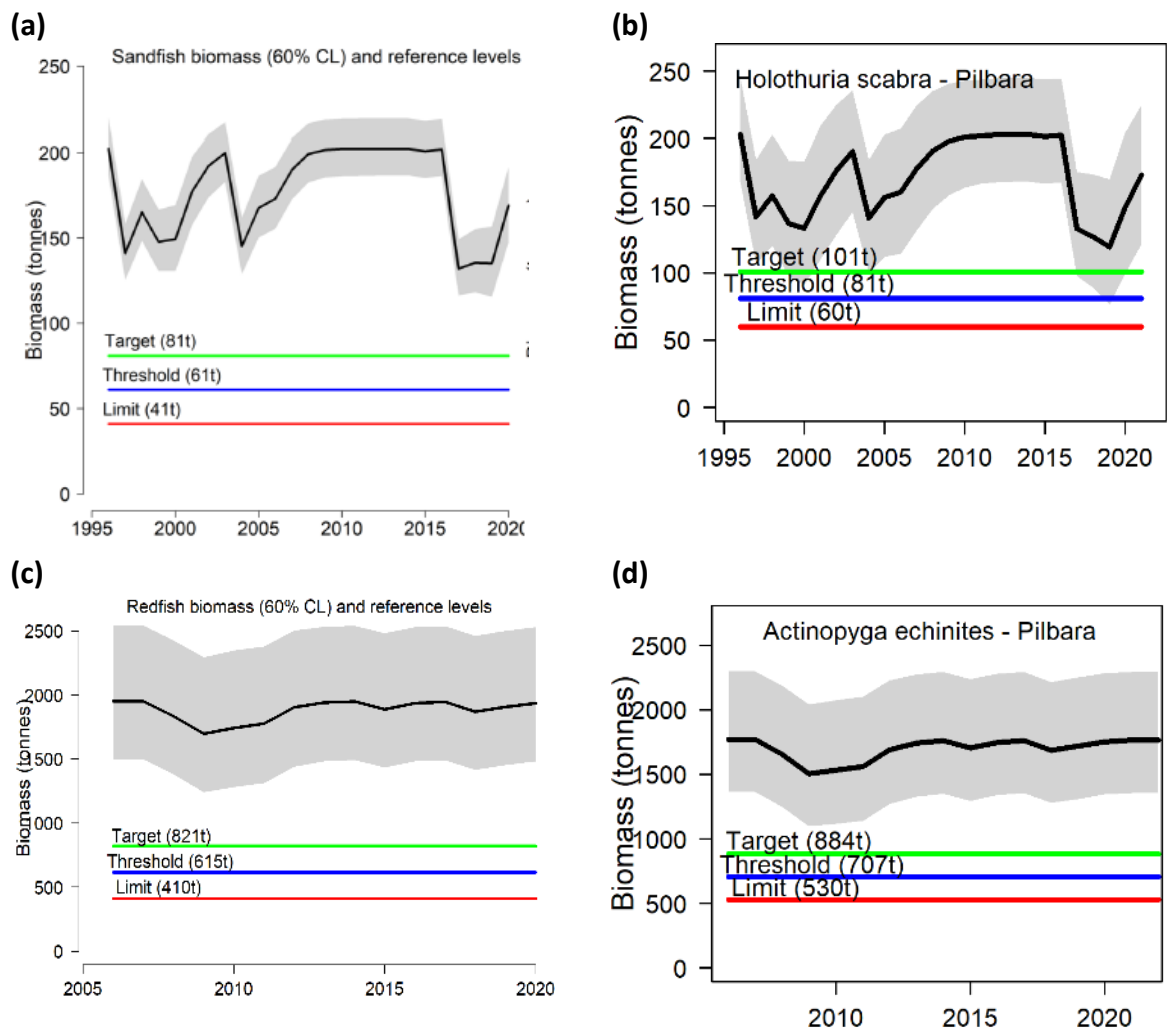 (a)
Sandfish biomass (60% CL) and reference levels
250
200
150
100
50
0
Biomass (tonnes)
Target (81t)
Threshold (61t)
Limit (41t)
1995 2000 2005 2010 2015 2020
(b)
Holothuria scabra - Pilbara
250
200
150
100
50
0
Biomass (tonnes)
Target (101t)
Threshold (81t)
Limit (60t)
1995 2000 2005 2010 2015 2020
(c)
Redfish biomass (60% CL) and reference levels
2500
2000
1500
1000
500
0
Biomass (tonnes)
Target (821t)
Threshold (615t)
Limit (410t)
2005 2010 2015 2020
(d)
Actinopyga echinites - Pilbara
2500
2000
1500
1000
500
0
Biomass (tonnes)
Target (884t)
Threshold (707t)
Limit (530t)
2010 2015 2020